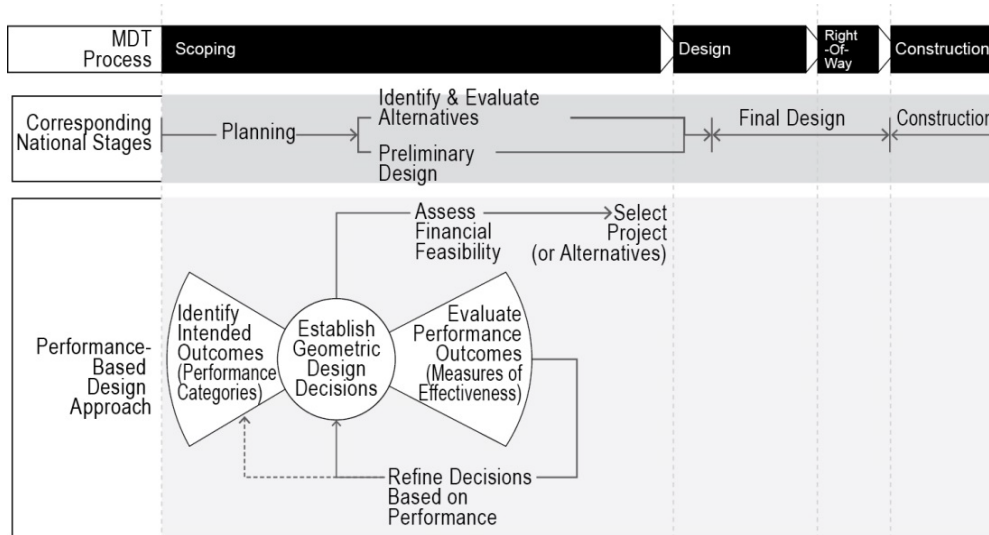 MDT
Process
Scoping
Design
Right
-Of-
Way
Construction
Corresponding
National Stages
Planning
Identify & Evaluate
Alternatives
Preliminary
Design
Final Design
Construction
Performance-
Based
Design
Approach
Assess
Financial
Feasibility
Select
Project
(or Alternatives)
Identify
Intended
Outcomes
(Performance
Categories)
Establish
Geometric
Design
Decisions
Evaluate
Performance
Outcomes
(Measures of
Effectiveness)
Refine Decisions
Based on
Performance